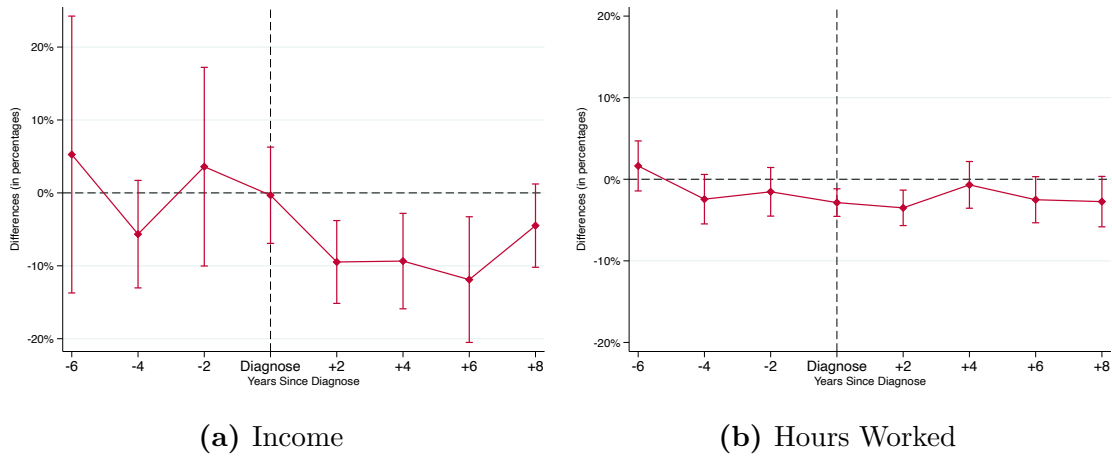 20%
10%
0%
-10%
-20%
Differences (in percentages)
-6 -4 -2 Diagnose +2 +4 +6 +8
Years Since Diagnose
(a) Income
20%
10%
0%
-10%
-20%
Differences (in percentages)
-6 -4 -2 Diagnose +2 +4 +6 +8
Years Since Diagnose
(b) Hours Worked